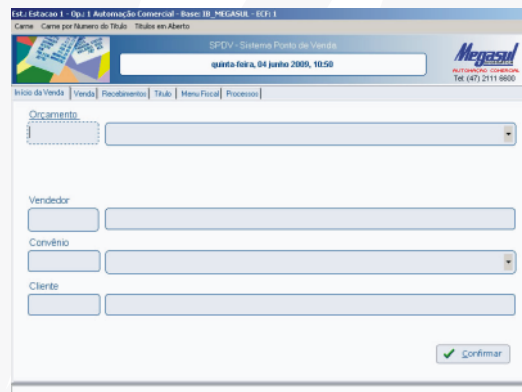 Est.: Estacao 1 - Op.: 1 Automação Comercial - Base: IB_MEGASUL - ECF: 1
Carne Carne por Numero do Titulo Titulos em Aberto
SPDV - Sistema Ponto de Venda
quinta-feira, 04 junho 2009, 10:50
Megasul
AUTOMAÇÃO COMERCIAL
Tel: (47) 2111 6600
Início da Venda Venda Recebimentos Título Menu Fiscal Processos
Orçamento
Vendedor
Convênio
Cliente
Confirmar